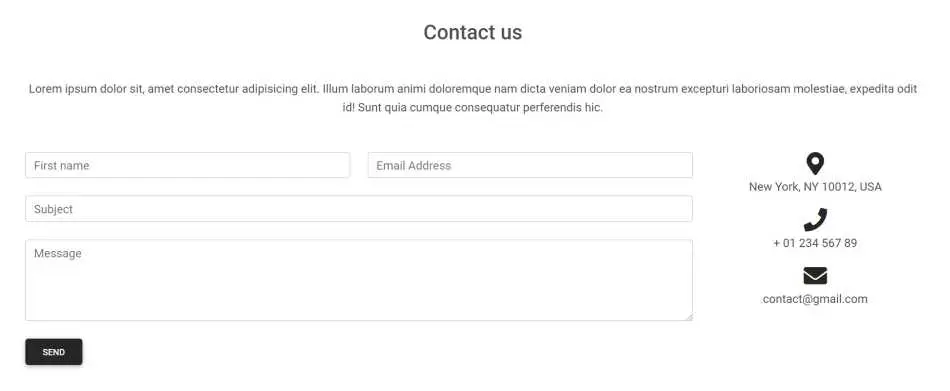 Contact us
Lorem ipsum dolor sit, amet consectetur adipisicing elit. Illum laborum animi doloremque nam dicta veniam dolor ea nostrum excepturi laboriosam molestiae, expedita odit
id! Sunt quia cumque consequatur perferendis hic.
First name
Email Address
Subject
Message
SEND
New York, NY 10012, USA
+ 01 234 567 89
contact@gmail.com